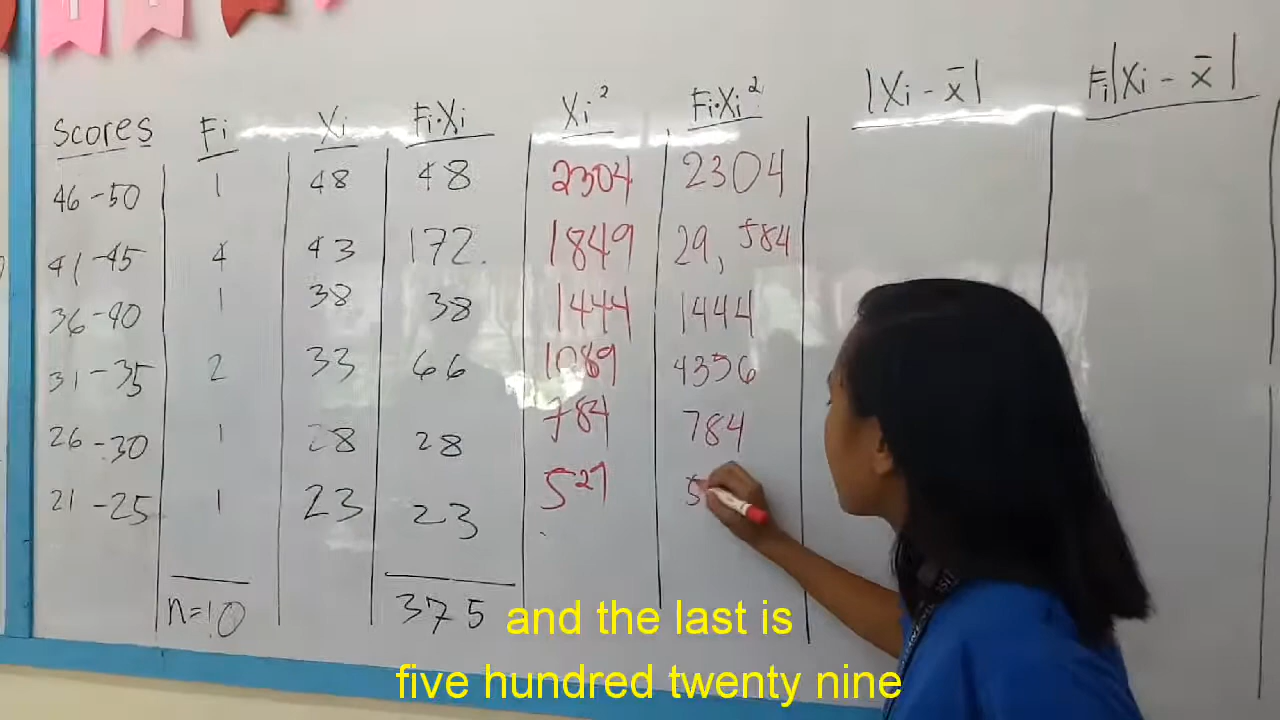 Scores Fi Xi Fi·Xi Xi² Fi·Xi² |Xi - x̄| Fi|Xi - x̄|
46-50 1 48 48 2304 2304
41-45 4 43 172. 1849 29,584
36-40 1 38 38 1444 1444
31-35 2 33 66 1089 4356
26-30 1 28 28 784 784
21-25 1 23 23 529 5
n=10 375
and the last is
five hundred twenty nine